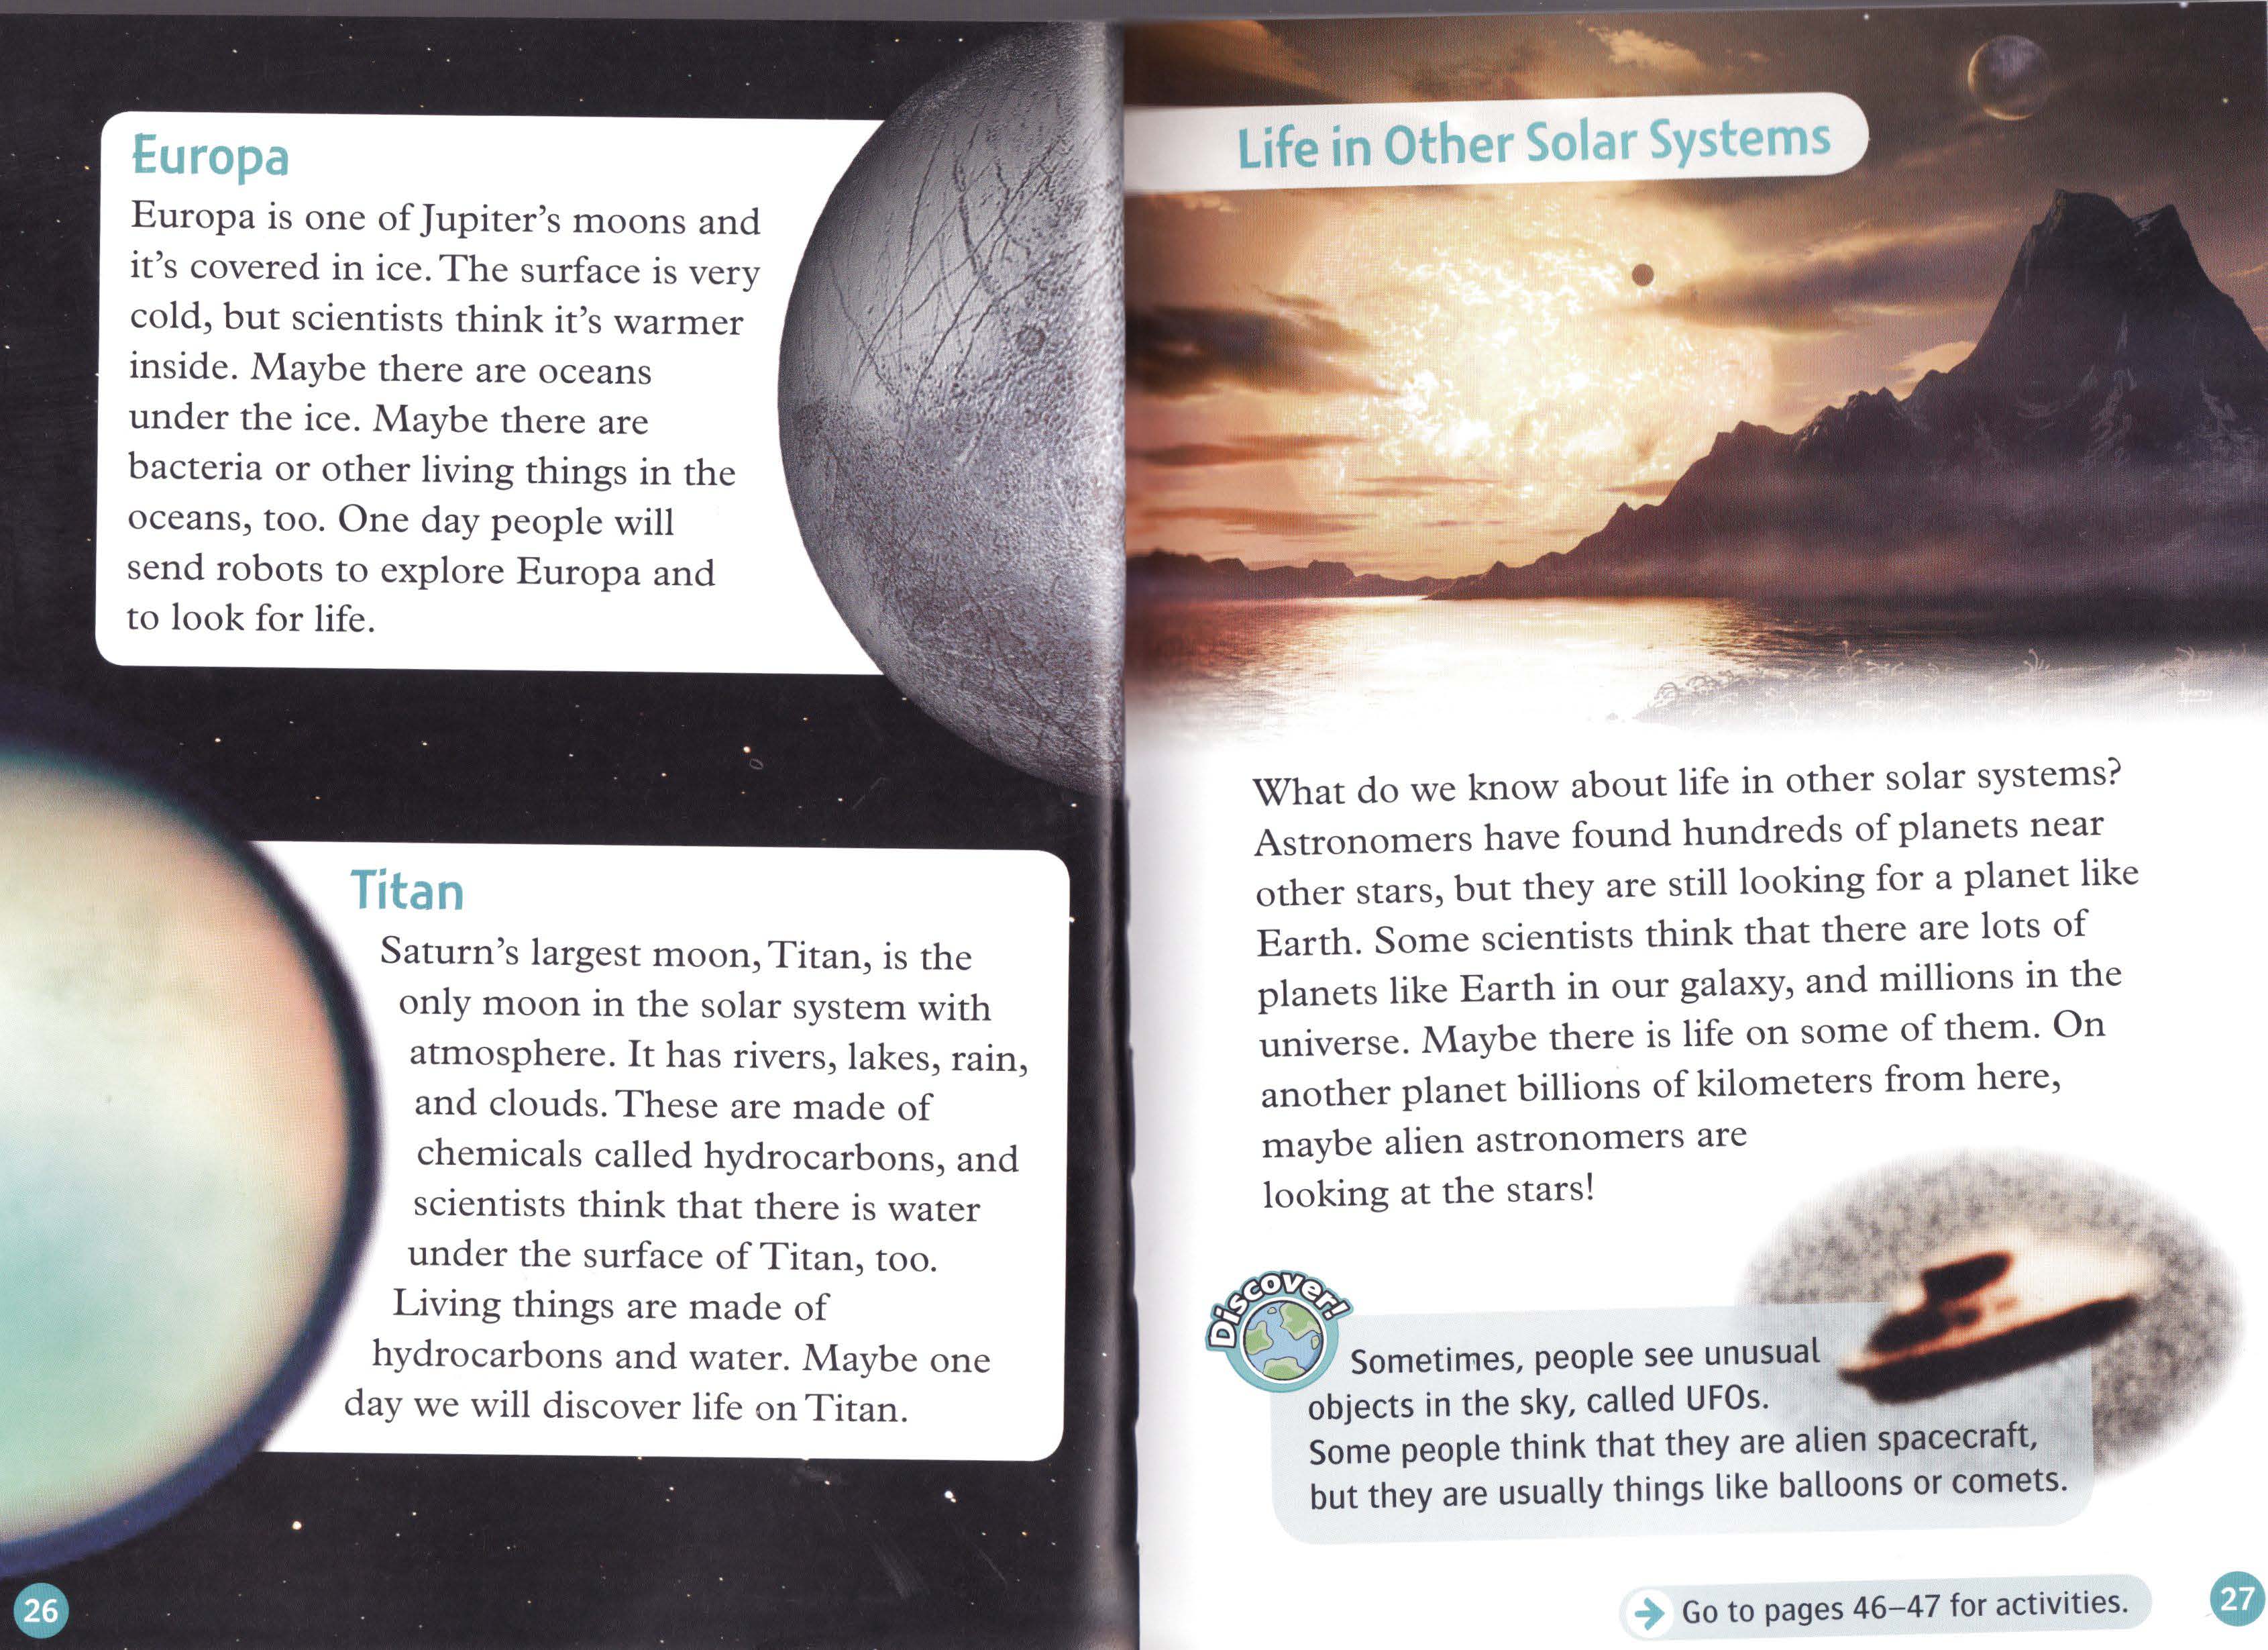 Europa
Europa is one of Jupiter's moons and
it's covered in ice. The surface is very
cold, but scientists think it's warmer
inside. Maybe there are oceans
under the ice. Maybe there are
bacteria or other living things in the
oceans, too. One day people will
send robots to explore Europa and
to look for life.
Titan
Saturn's largest moon, Titan, is the
only moon in the solar system with
atmosphere. It has rivers, lakes, rain,
and clouds. These are made of
chemicals called hydrocarbons, and
scientists think that there is water
under the surface of Titan, too.
Living things are made of
hydrocarbons and water. Maybe one
day we will discover life on Titan.
26
Life in Other Solar Systems
What do we know about life in other solar systems?
Astronomers have found hundreds of planets near
other stars, but they are still looking for a planet like
Earth. Some scientists think that there are lots of
planets like Earth in our galaxy, and millions in the
universe. Maybe there is life on some of them. On
another planet billions of kilometers from here,
maybe alien astronomers are
looking at the stars!
Discover!
Sometimes, people see unusual
objects in the sky, called UFOs.
Some people think that they are alien spacecraft,
but they are usually things like balloons or comets.
Go to pages 46–47 for activities.
27